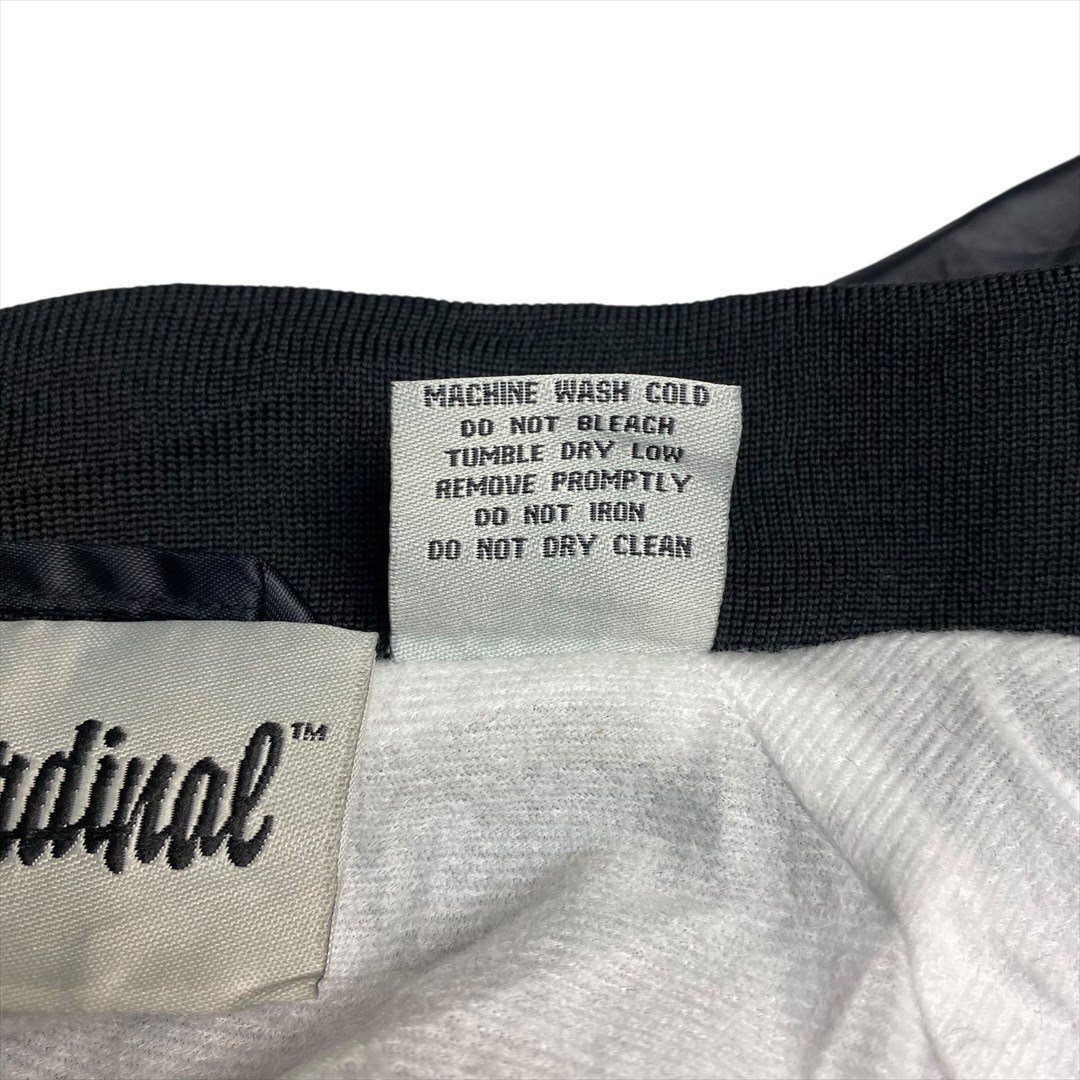 MACHINE WASH COLD
DO NOT BLEACH
TUMBLE DRY LOW
REMOVE PROMPTLY
DO NOT IRON
DO NOT DRY CLEAN
rdinal™